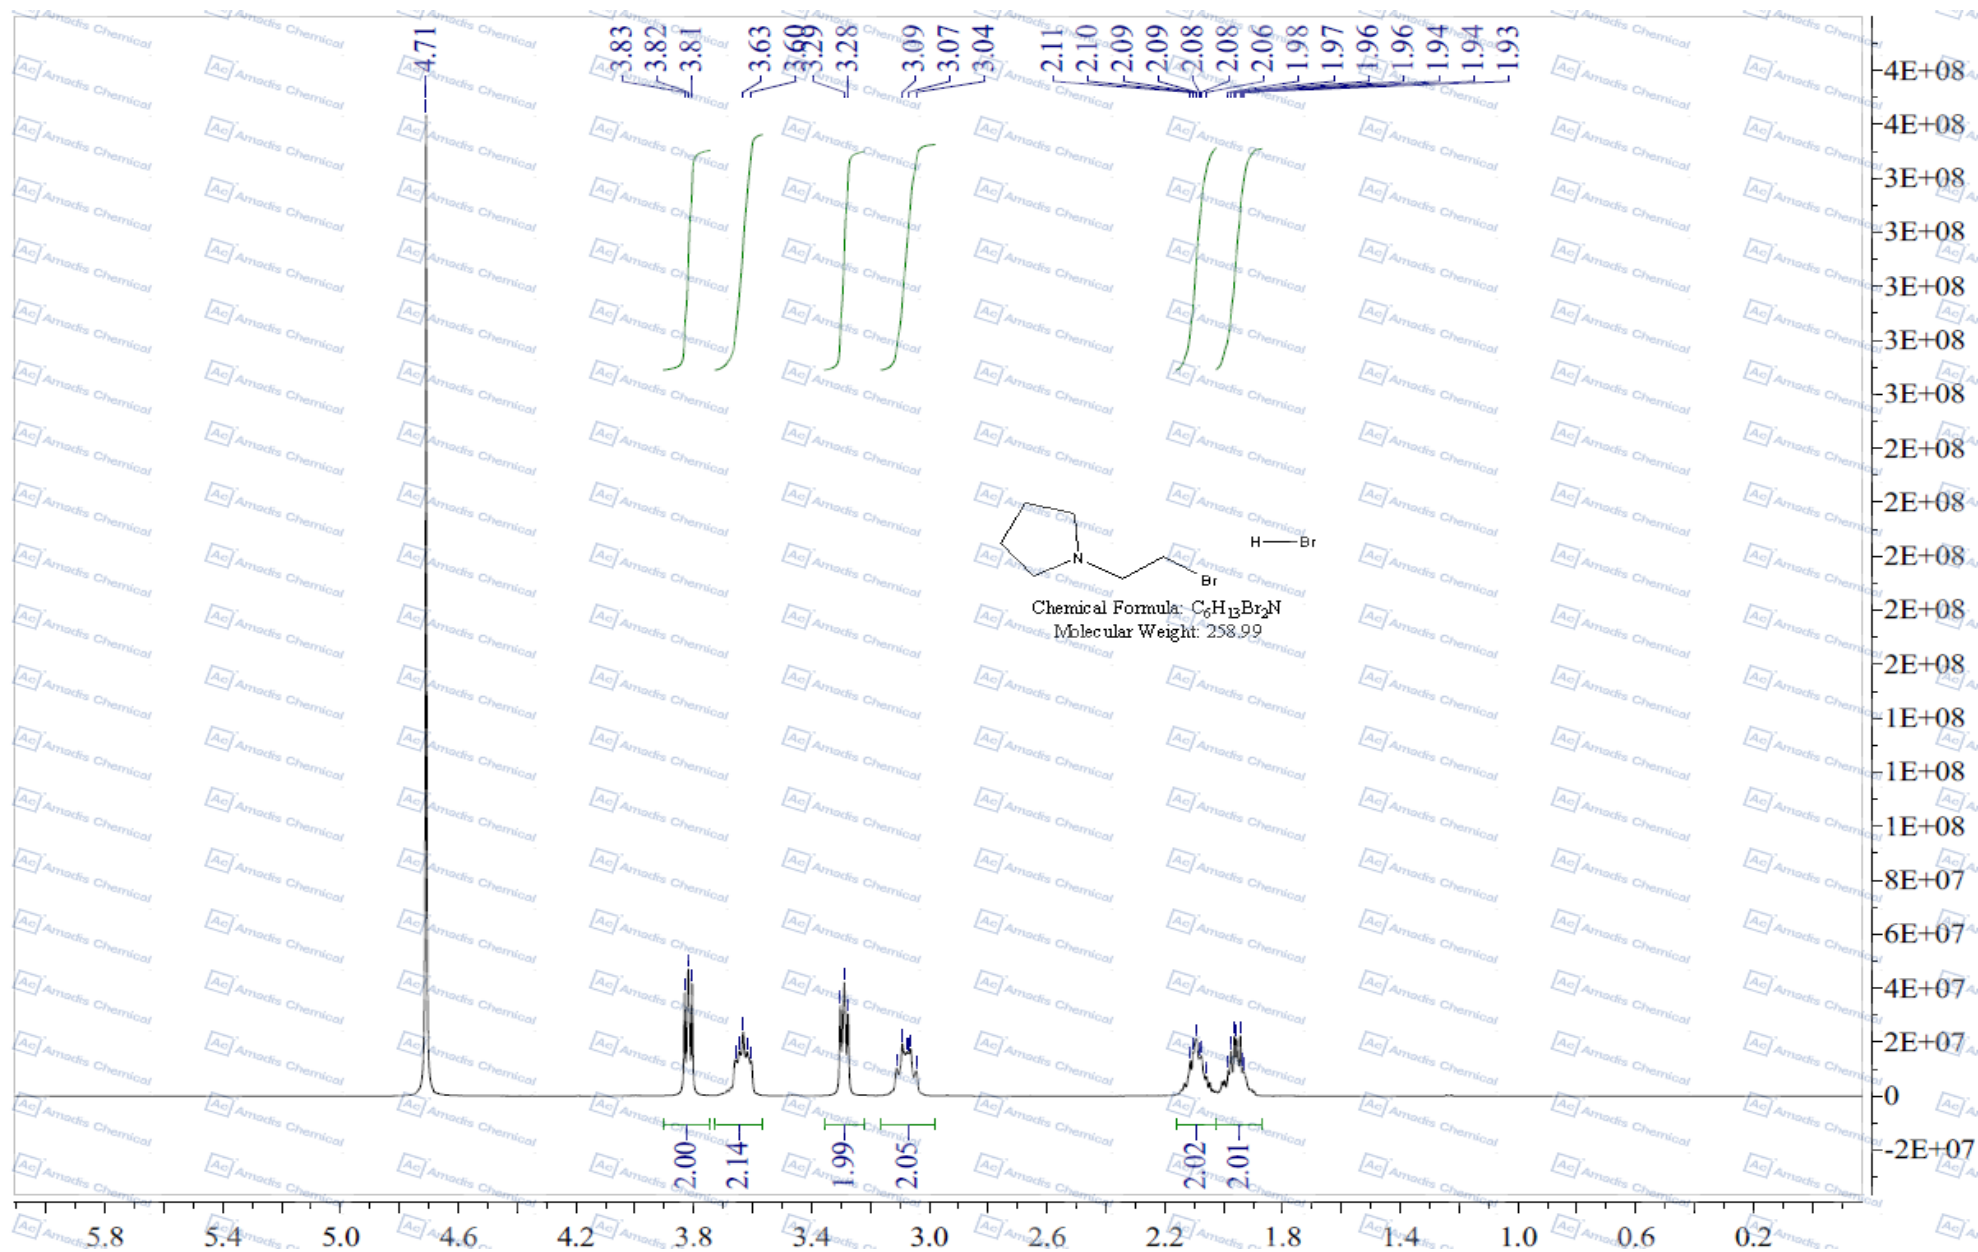 4.71
3.83
3.82
3.81
3.63
3.60
3.29
3.28
3.09
3.07
3.04
2.11
2.10
2.09
2.09
2.08
2.08
2.06
1.98
1.97
1.96
1.96
1.94
1.94
1.93
4E+08
4E+08
3E+08
3E+08
3E+08
3E+08
3E+08
2E+08
2E+08
2E+08
2E+08
2E+08
1E+08
1E+08
1E+08
8E+07
6E+07
4E+07
2E+07
0
-2E+07
N
Br
H Br
Chemical Formula: C6H13Br2N
Molecular Weight: 258.99
2.00
2.14
1.99
2.05
2.02
2.01
5.8 5.4 5.0 4.6 4.2 3.8 3.4 3.0 2.6 2.2 1.8 1.4 1.0 0.6 0.2
Ac Amadis Chemical